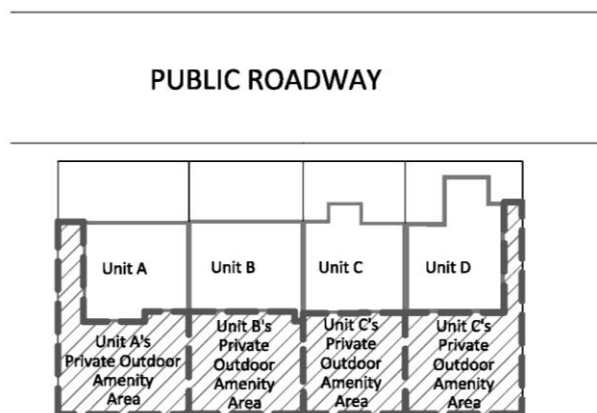 PUBLIC ROADWAY
Unit A
Unit B
Unit C
Unit D
Unit A's
Private Outdoor
Amenity
Area
Unit B's
Private
Outdoor
Amenity
Area
Unit C's
Private
Outdoor
Amenity
Area
Unit C's
Private
Outdoor
Amenity
Area